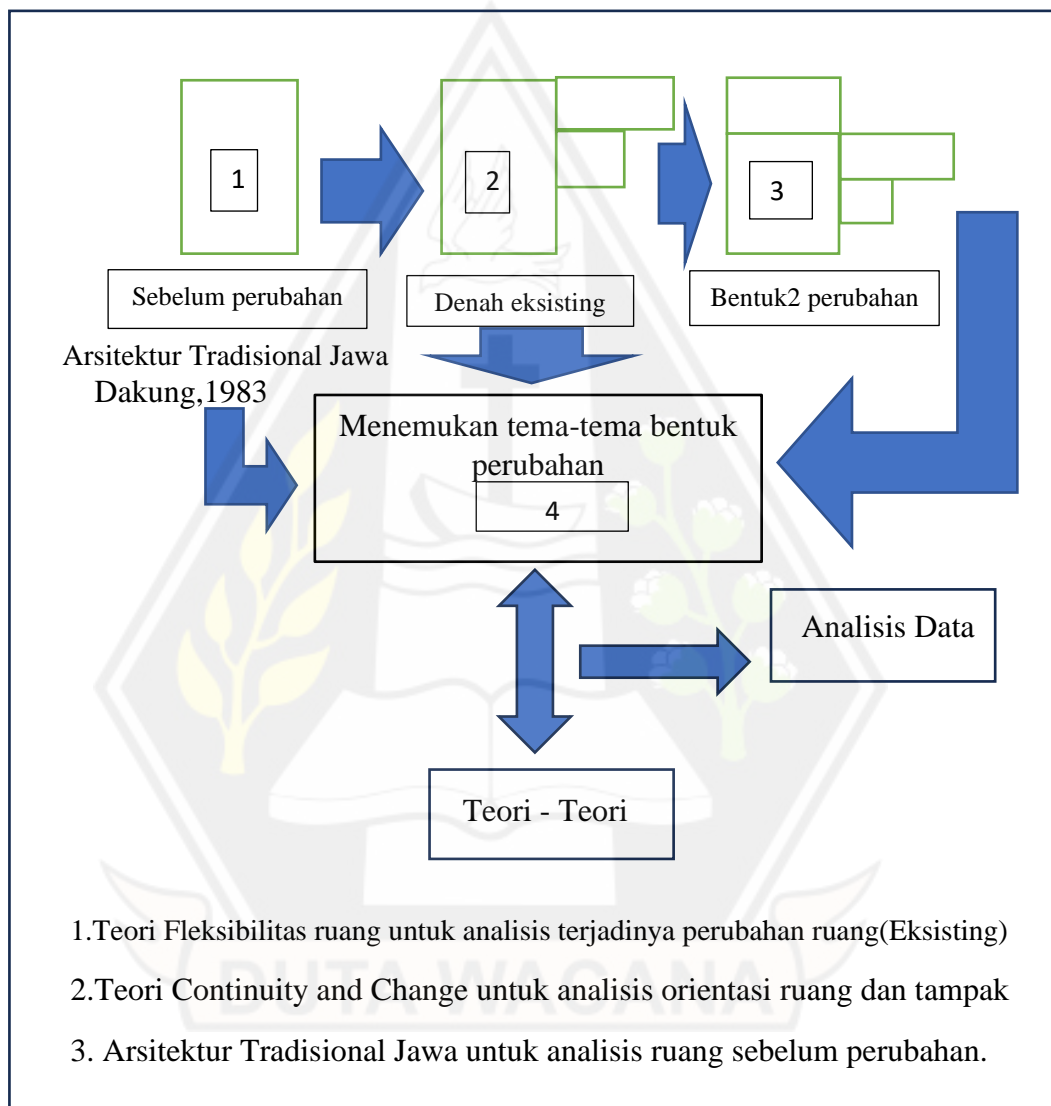 1
2
3
Sebelum perubahan
Denah eksisting
Bentuk2 perubahan
Arsitektur Tradisional Jawa
Dakung,1983
Menemukan tema-tema bentuk
perubahan
4
Analisis Data
Teori - Teori
1.Teori Fleksibilitas ruang untuk analisis terjadinya perubahan ruang(Eksisting)
2.Teori Continuity and Change untuk analisis orientasi ruang dan tampak
DUTA WACANA
3. Arsitektur Tradisional Jawa untuk analisis ruang sebelum perubahan.